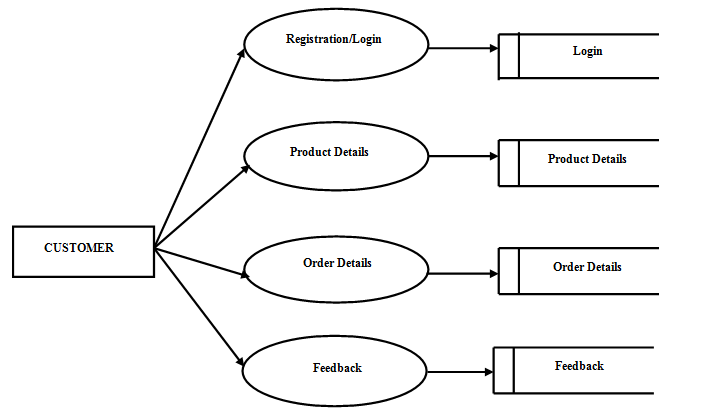 Registration/Login
Login
Product Details
Product Details
CUSTOMER
Order Details
Order Details
Feedback
Feedback